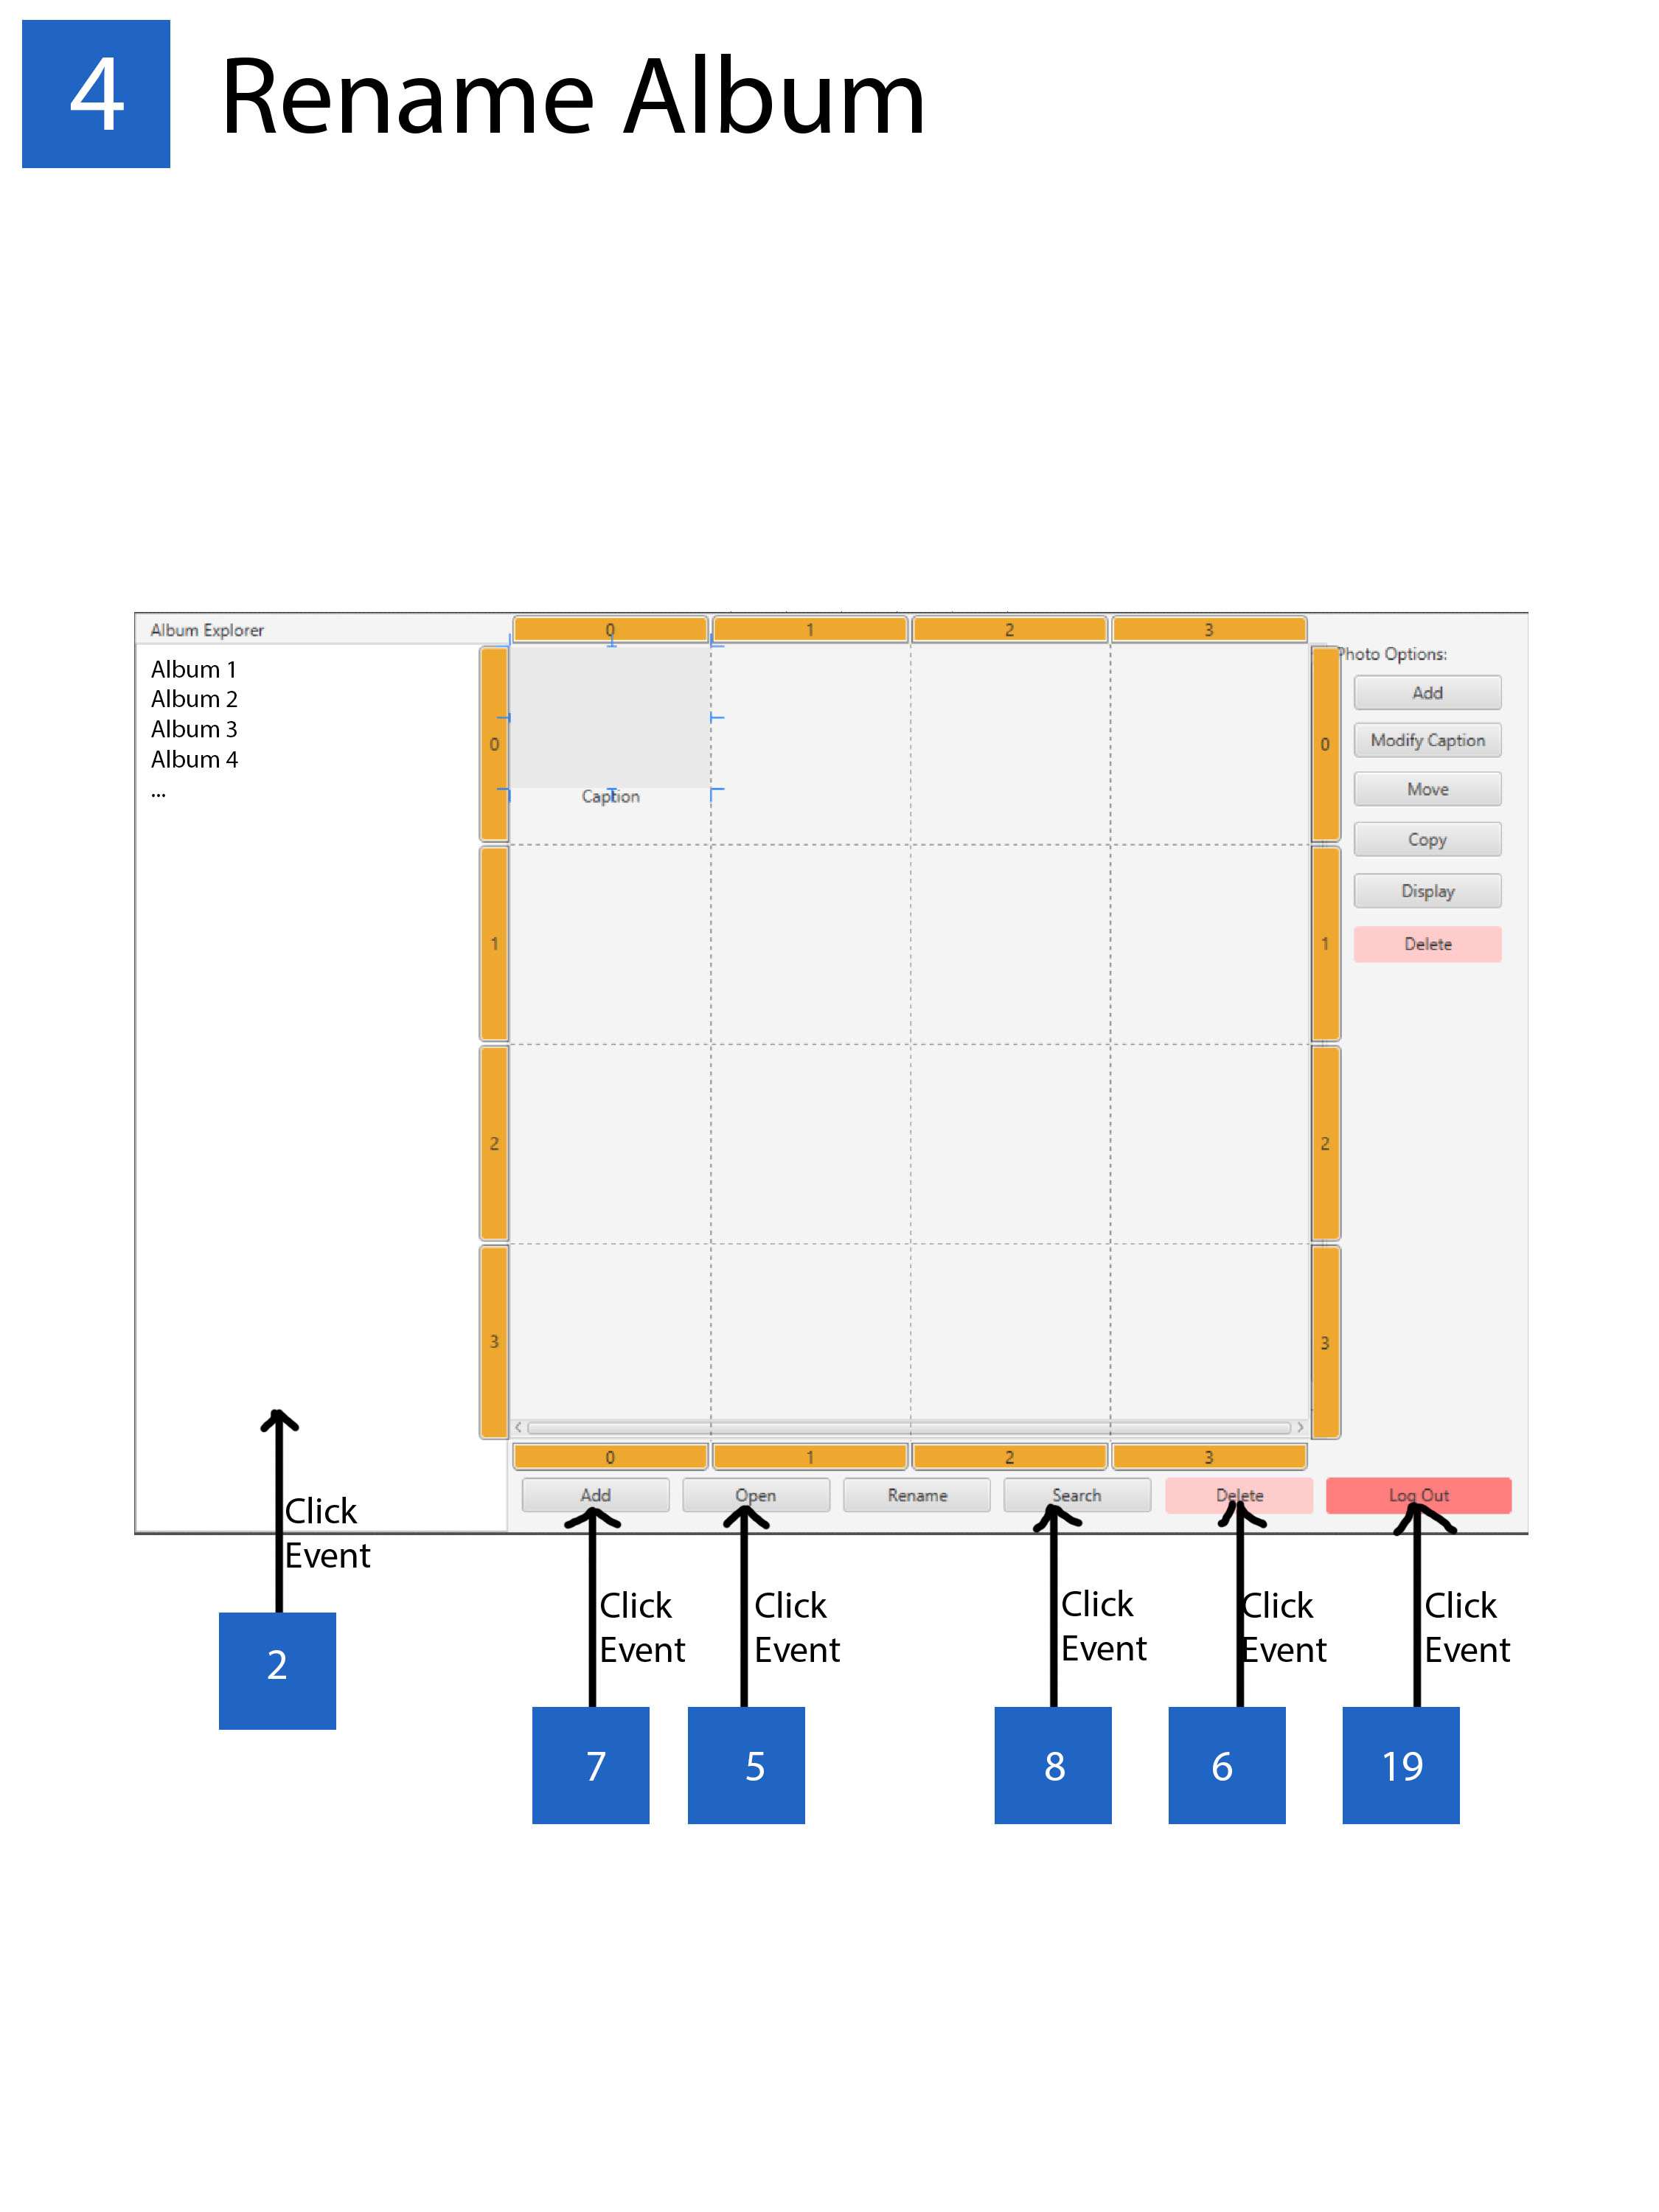 4
Rename Album
Album Explorer
0
1
2
3
Album 1
Album 2
Album 3
Album 4
...
0
1
2
3
Caption
0
1
2
3
Photo Options:
Add
Modify Caption
Move
Copy
Display
Delete
0
1
2
3
Add
Open
Rename
Search
Delete
Log Out
Click
Event
2
Click
Event
7
Click
Event
5
Click
Event
8
Click
Event
6
Click
Event
19